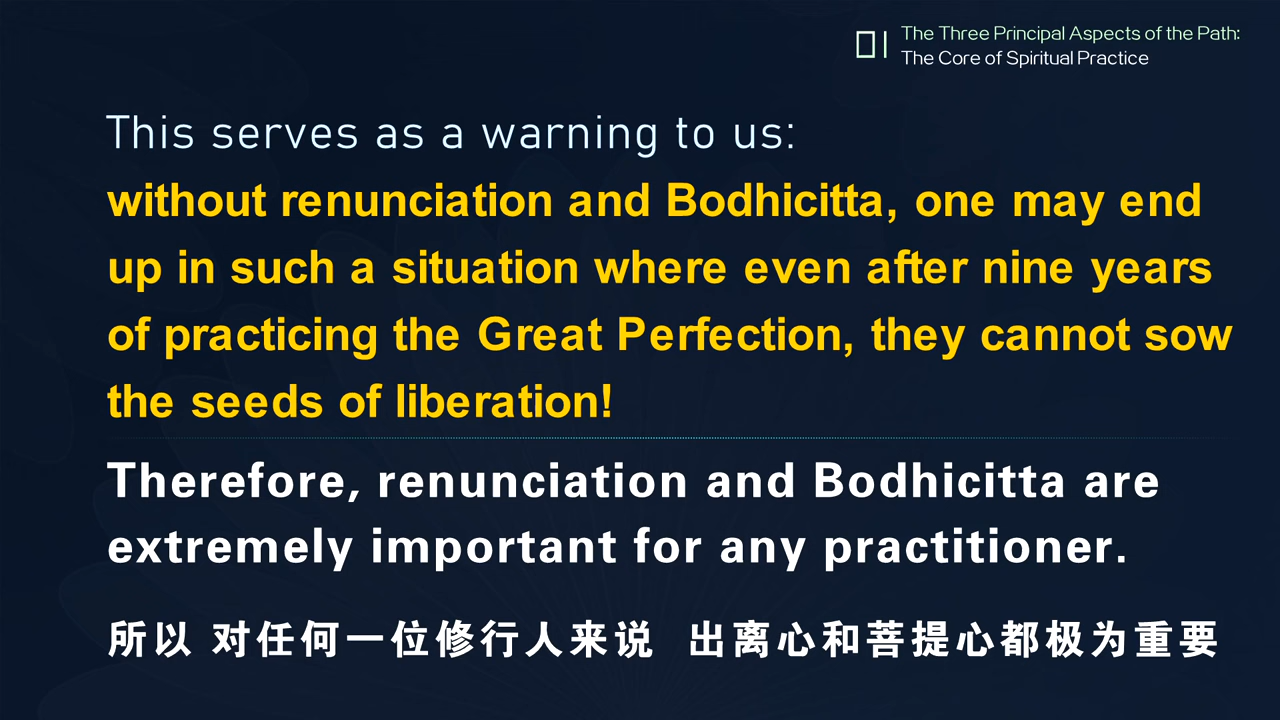 01
The Three Principal Aspects of the Path:
The Core of Spiritual Practice
This serves as a warning to us:
without renunciation and Bodhicitta, one may end
up in such a situation where even after nine years
of practicing the Great Perfection, they cannot sow
the seeds of liberation!
Therefore, renunciation and Bodhicitta are
extremely important for any practitioner.
所以 对任何一位修行人来说 出离心和菩提心都极为重要